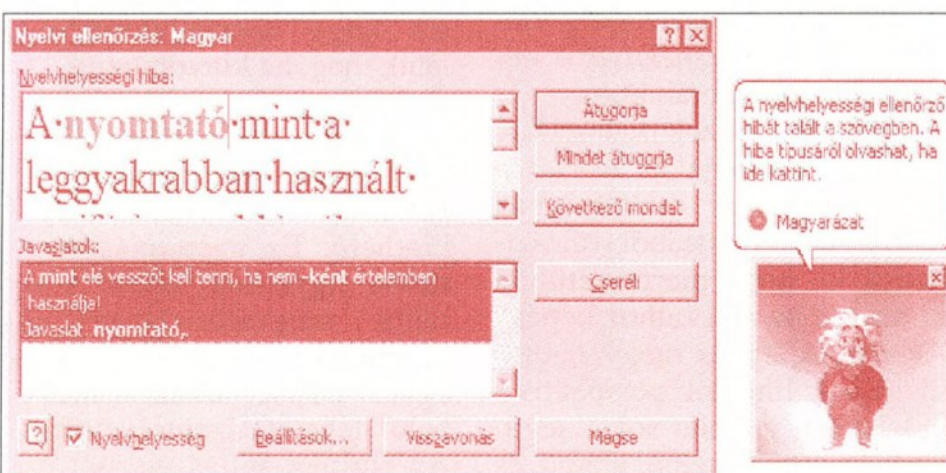 Nyelvi ellenőrzés: Magyar
Nyelvhelyességi hiba:
A·nyomtató·mint·a·
leggyakrabban·használt·
Átugorja
Mindet átugorja
Következő mondat
Javaslatok:
A mint elé vesszőt kell tenni, ha nem -ként értelemben
használja!
Javaslat: nyomtató,.
Cseréli
Nyelvhelyesség
Beállítások...
Visszavonás
Mégse
A nyelvhelyességi ellenőrző
hibát talált a szövegben. A
hiba típusáról olvashat, ha
ide kattint.
Magyarázat